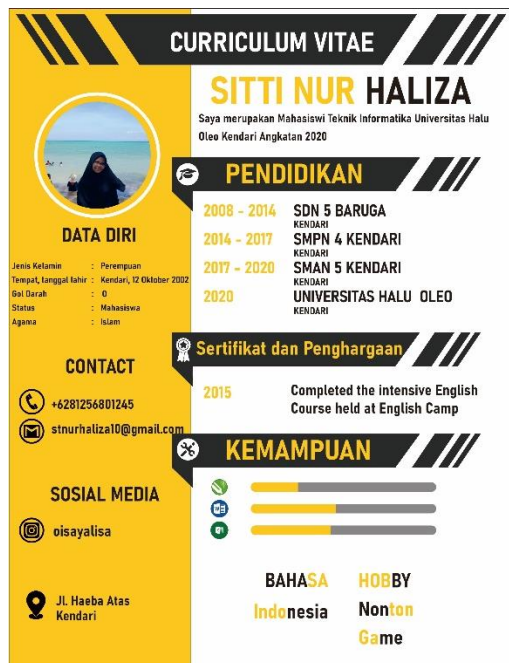 CURRICULUM VITAE
SITTI NUR HALIZA
Saya merupakan Mahasiswi Teknik Informatika Universitas Halu
Oleo Kendari Angkatan 2020
DATA DIRI
Jenis Kelamin : Perempuan
Tempat, tanggal lahir : Kendari, 12 Oktober 2002
Gol Darah : O
Status : Mahasiswa
Agama : Islam
CONTACT
+6281256801245
stnurhaliza10@gmail.com
SOSIAL MEDIA
oisayalisa
Jl. Haeba Atas
Kendari
PENDIDIKAN
2008 - 2014 SDN 5 BARUGA
KENDARI
2014 - 2017 SMPN 4 KENDARI
KENDARI
2017 - 2020 SMAN 5 KENDARI
KENDARI
2020 UNIVERSITAS HALU OLEO
KENDARI
Sertifikat dan Penghargaan
2015 Completed the intensive English
Course held at English Camp
KEMAMPUAN
BAHASA
Indonesia
HOBBY
Nonton
Game